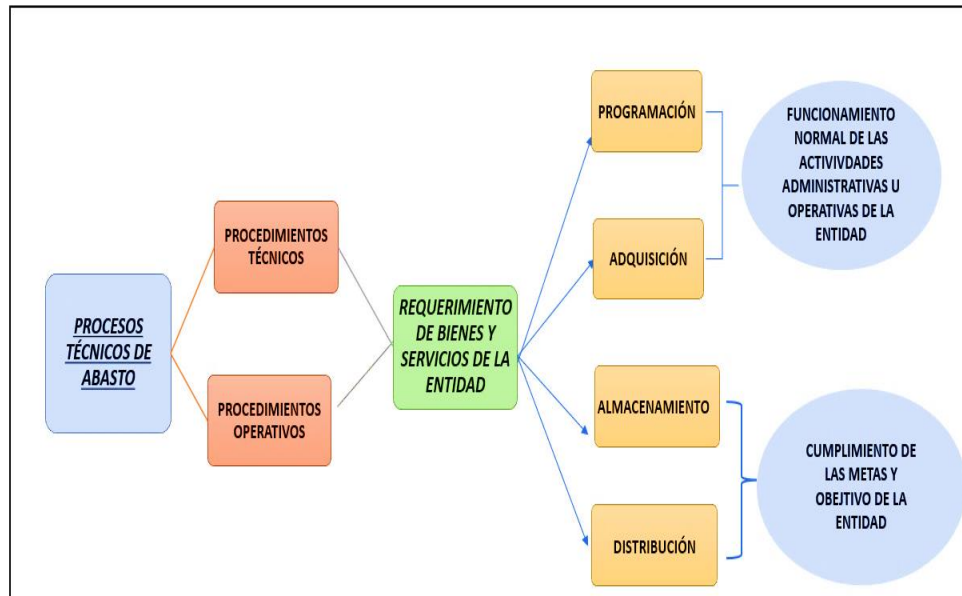 PROCESOS
TÉCNICOS DE
ABASTO
PROCEDIMIENTOS
TÉCNICOS
PROCEDIMIENTOS
OPERATIVOS
REQUERIMIENTO
DE BIENES Y
SERVICIOS DE LA
ENTIDAD
PROGRAMACIÓN
ADQUISICIÓN
ALMACENAMIENTO
DISTRIBUCIÓN
FUNCIONAMIENTO
NORMAL DE LAS
ACTIVIVDADES
ADMINISTRATIVAS U
OPERATIVAS DE LA
ENTIDAD
CUMPLIMIENTO DE
LAS METAS Y
OBEJTIVO DE LA
ENTIDAD